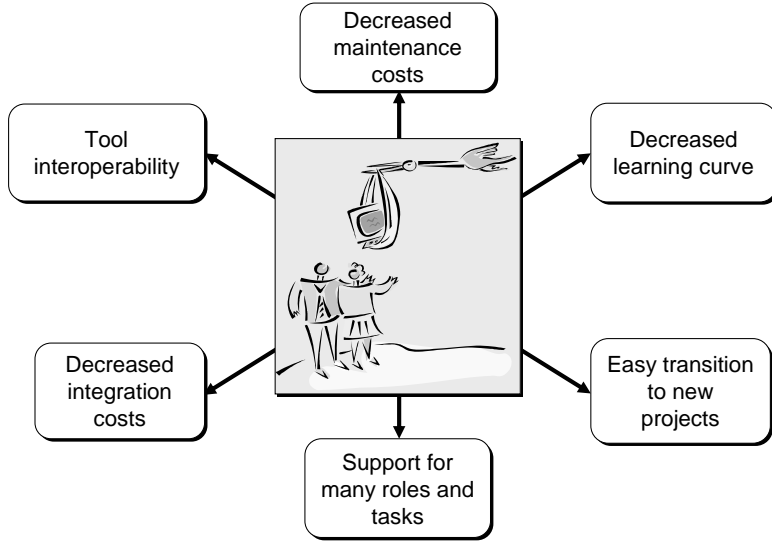 Decreased
maintenance
costs
Tool
interoperability
Decreased
learning curve
Decreased
integration
costs
Easy transition
to new
projects
Support for
many roles and
tasks